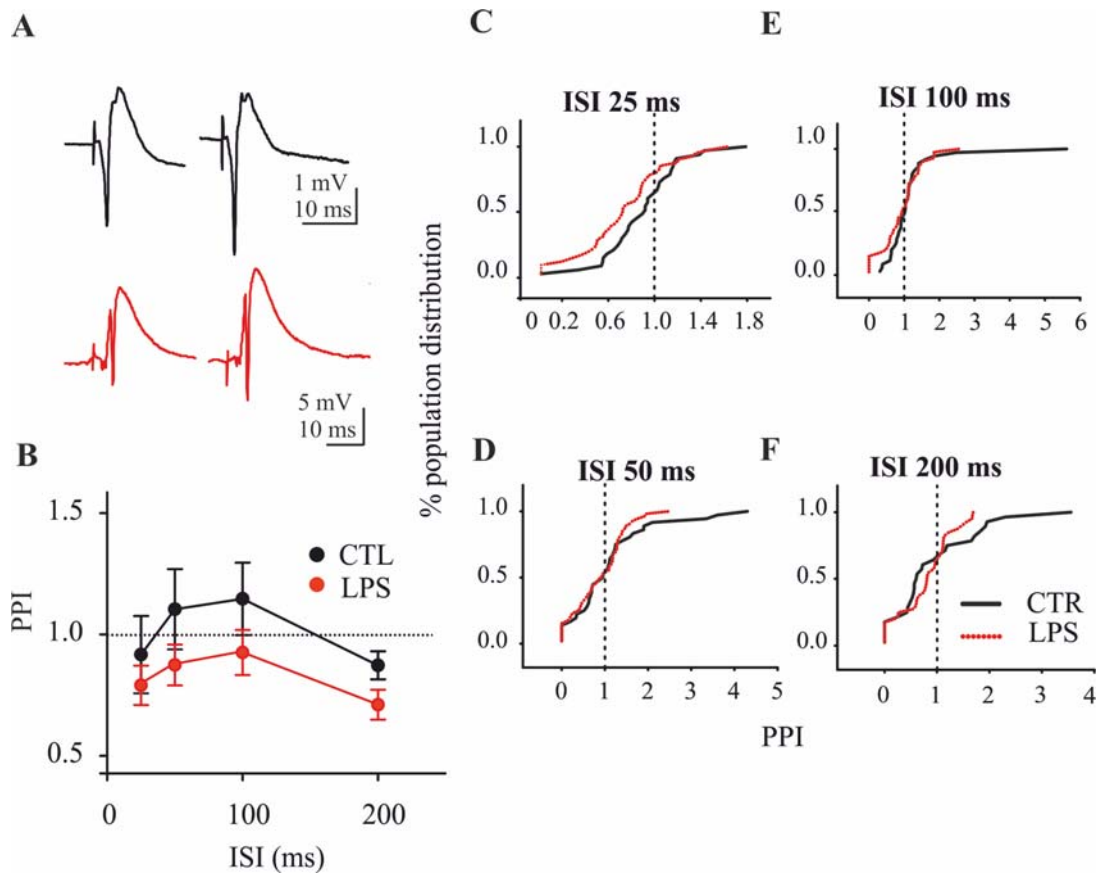 A
1 mV
10 ms
5 mV
10 ms
B
1.5
1.0
0.5
PPI
CTL
LPS
0
100
200
ISI (ms)
% population distribution
C
ISI 25 ms
1.0
0.5
0.0
0 0.2 0.6 1.0 1.4 1.8
E
ISI 100 ms
1.0
0.5
0.0
0 1 2 3 4 5 6
D
ISI 50 ms
1.0
0.5
0.0
0 1 2 3 4 5
F
ISI 200 ms
1.0
0.5
0.0
CTR
LPS
0 1 2 3 4
PPI